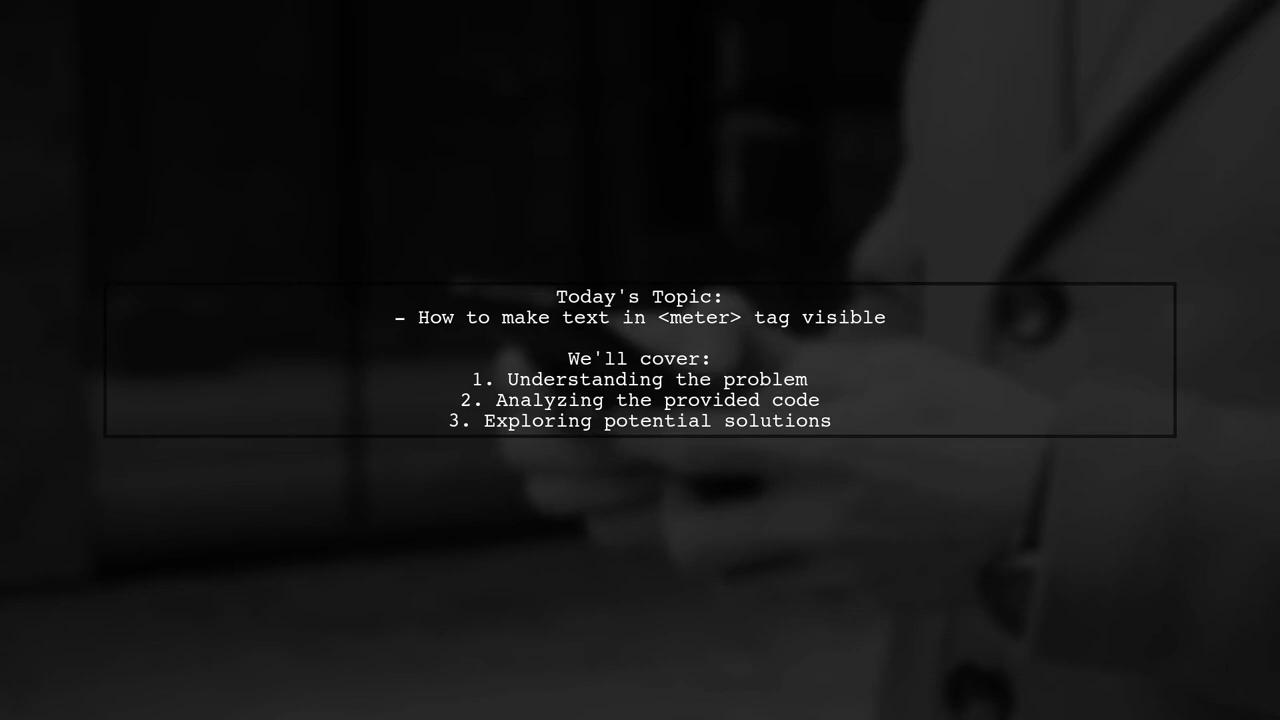 Today's Topic:
- How to make text in <meter> tag visible
We'll cover:
1. Understanding the problem
2. Analyzing the provided code
3. Exploring potential solutions